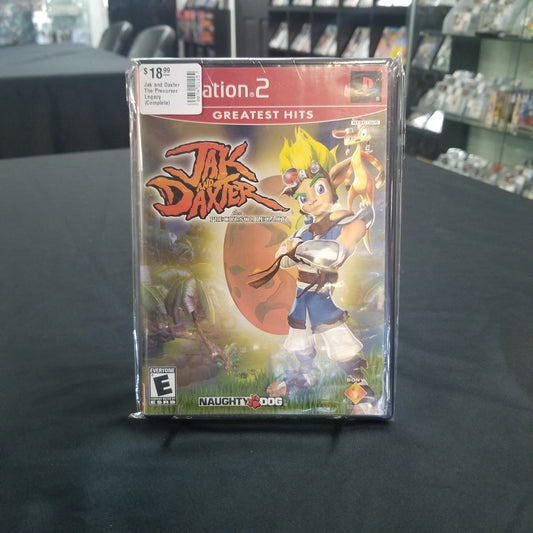 $18.99
Jak and Daxter
The Precursor
Legacy
(Complete)
ation.2
GREATEST HITS
JAK
AND
DAXTER
the
PRECURSOR LEGACY
EVERYONE
E
ESRB
NAUGHTY DOG
SONY